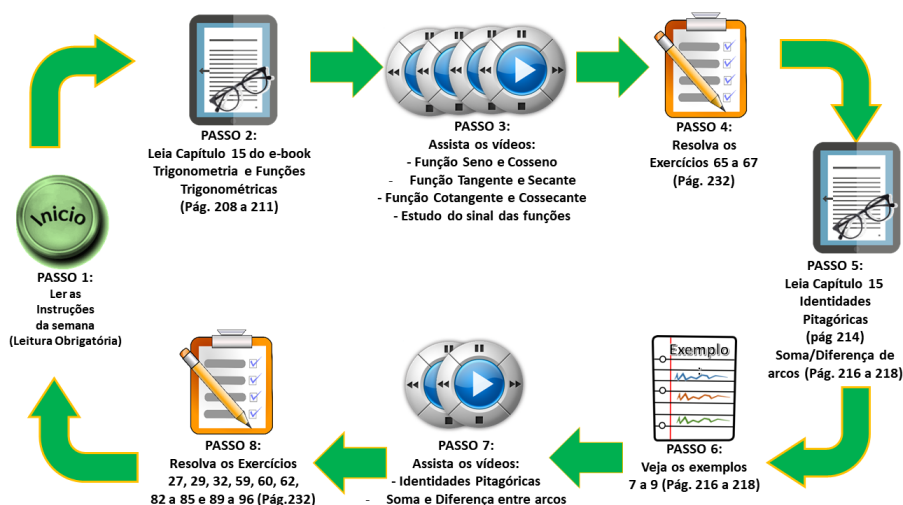 Inicio
PASSO 1:
Ler as
Instruções
da semana
(Leitura Obrigatória)
PASSO 2:
Leia Capítulo 15 do e-book
Trigonometria e Funções
Trigonométricas
(Pág. 208 a 211)
PASSO 3:
Assista os vídeos:
- Função Seno e Cosseno
- Função Tangente e Secante
- Função Cotangente e Cossecante
- Estudo do sinal das funções
PASSO 4:
Resolva os
Exercícios 65 a 67
(Pág. 232)
PASSO 5:
Leia Capítulo 15
Identidades
Pitagóricas
(pág 214)
Soma/Diferença de
arcos (Pág. 216 a 218)
Exemplo
PASSO 6:
Veja os exemplos
7 a 9 (Pág. 216 a 218)
PASSO 7:
Assista os vídeos:
- Identidades Pitagóricas
- Soma e Diferença entre arcos
PASSO 8:
Resolva os Exercícios
27, 29, 32, 59, 60, 62,
82 a 85 e 89 a 96 (Pág.232)